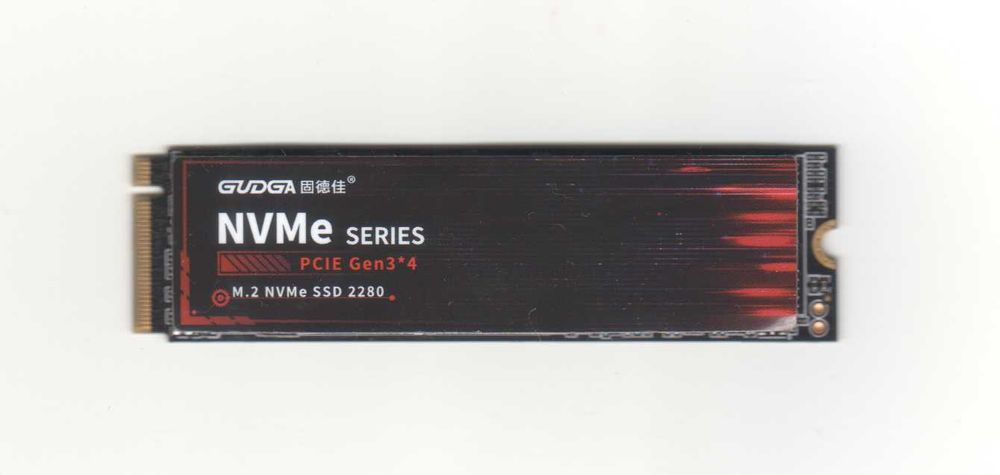 GUDGA 固德佳®
NVMe SERIES
PCIE Gen3*4
M.2 NVMe SSD 2280